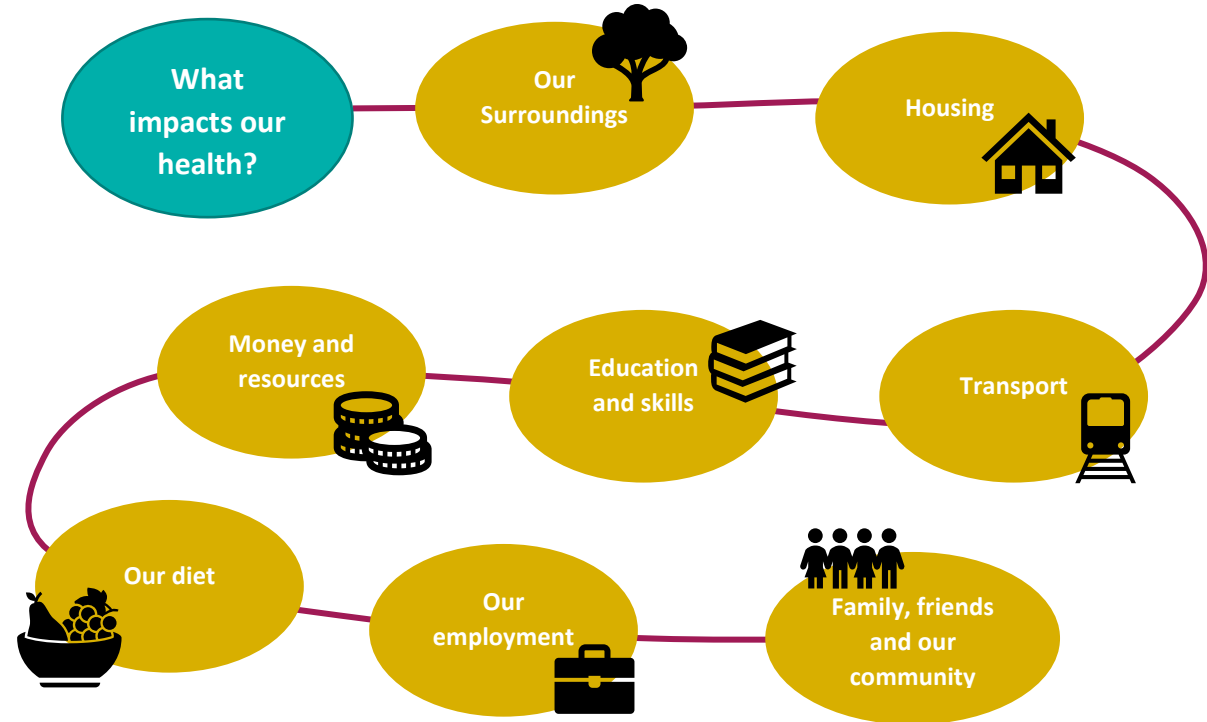 What
impacts our
health?
Our
Surroundings
Housing
Transport
Education
and skills
Money and
resources
Our diet
Our
employment
Family, friends
and our
community